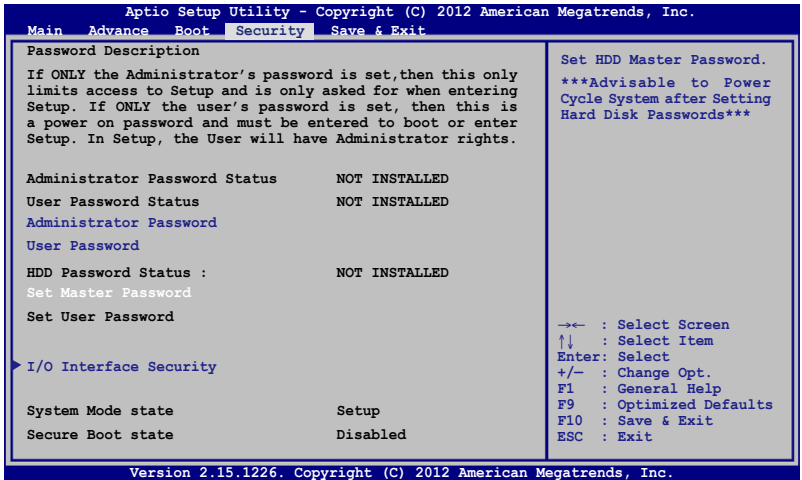 Aptio Setup Utility - Copyright (C) 2012 American Megatrends, Inc.
Main Advance Boot Security Save & Exit
Password Description
If ONLY the Administrator's password is set,then this only
limits access to Setup and is only asked for when entering
Setup. If ONLY the user's password is set, then this is
a power on password and must be entered to boot or enter
Setup. In Setup, the User will have Administrator rights.
Administrator Password Status NOT INSTALLED
User Password Status NOT INSTALLED
Administrator Password
User Password
HDD Password Status : NOT INSTALLED
Set Master Password
Set User Password
I/O Interface Security
System Mode state Setup
Secure Boot state Disabled
Set HDD Master Password.
***Advisable to Power
Cycle System after Setting
Hard Disk Passwords***
→← : Select Screen
↑↓ : Select Item
Enter: Select
+/— : Change Opt.
F1 : General Help
F9 : Optimized Defaults
F10 : Save & Exit
ESC : Exit
Version 2.15.1226. Copyright (C) 2012 American Megatrends, Inc.